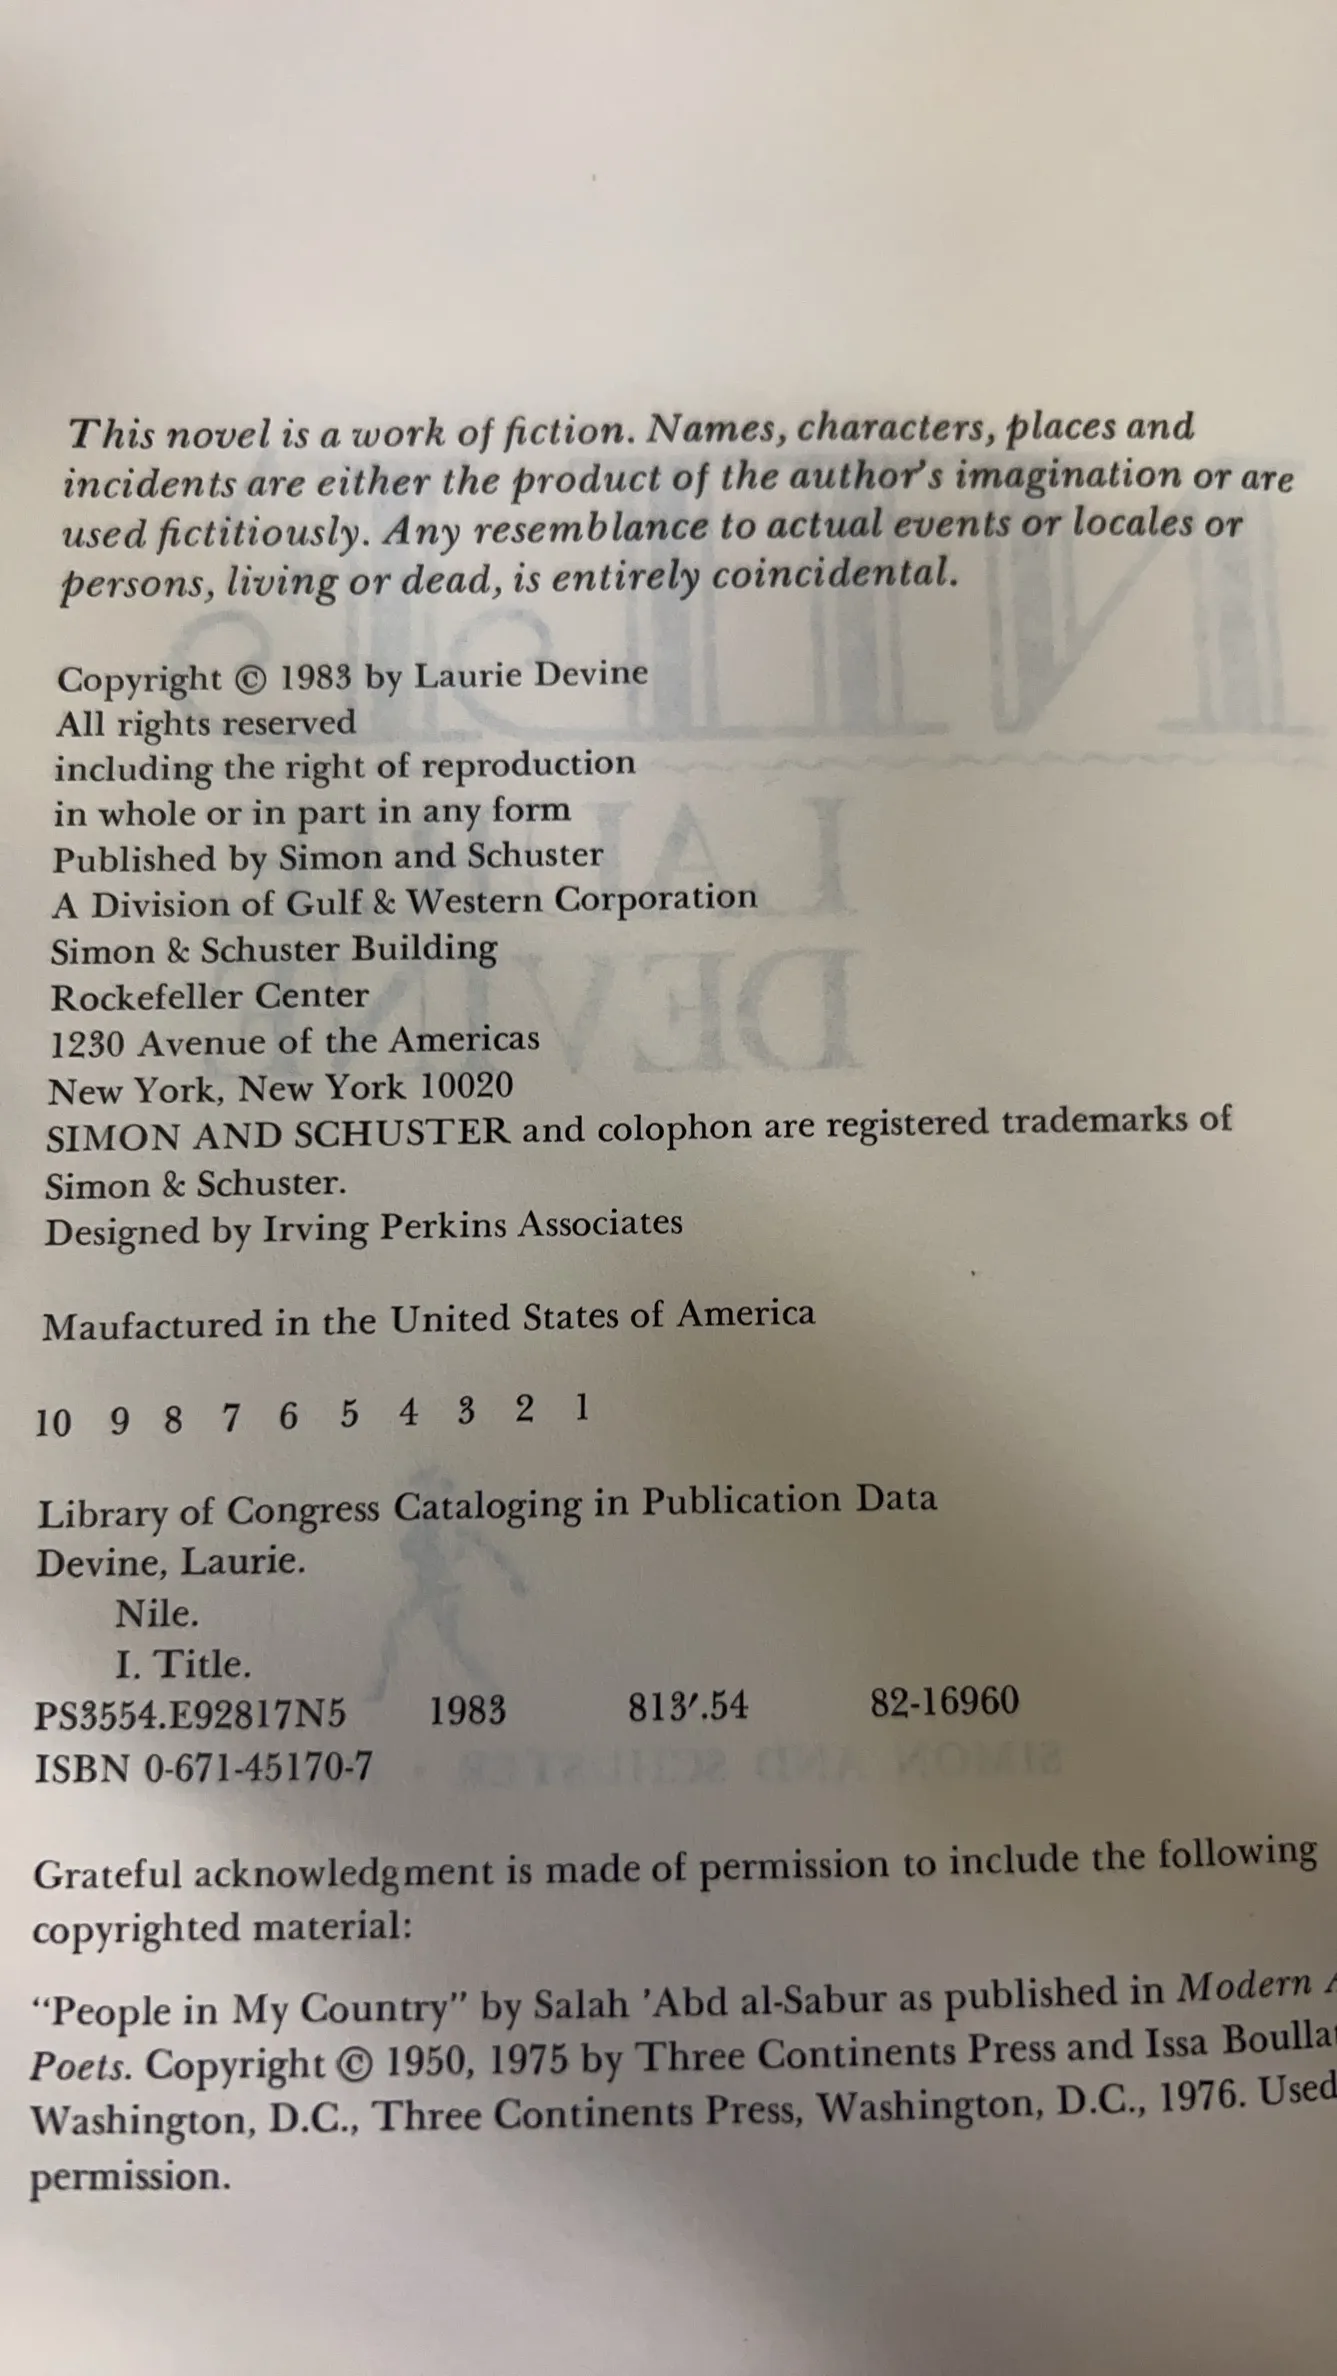 This novel is a work of fiction. Names, characters, places and
incidents are either the product of the author's imagination or are
used fictitiously. Any resemblance to actual events or locales or
persons, living or dead, is entirely coincidental.
Copyright © 1983 by Laurie Devine
All rights reserved
including the right of reproduction
in whole or in part in any form
Published by Simon and Schuster
A Division of Gulf & Western Corporation
Simon & Schuster Building
Rockefeller Center
1230 Avenue of the Americas
New York, New York 10020
SIMON AND SCHUSTER and colophon are registered trademarks of
Simon & Schuster.
Designed by Irving Perkins Associates
Maufactured in the United States of America
10 9 8 7 6 5 4 3 2 1
Library of Congress Cataloging in Publication Data
Devine, Laurie.
Nile.
I. Title.
PS3554.E92817N5 1983 813′.54 82-16960
ISBN 0-671-45170-7
Grateful acknowledgment is made of permission to include the following
copyrighted material:
“People in My Country” by Salah ’Abd al-Sabur as published in Modern
Poets. Copyright © 1950, 1975 by Three Continents Press and Issa
Washington, D.C., Three Continents Press, Washington, D.C., 1976. Used
permission.